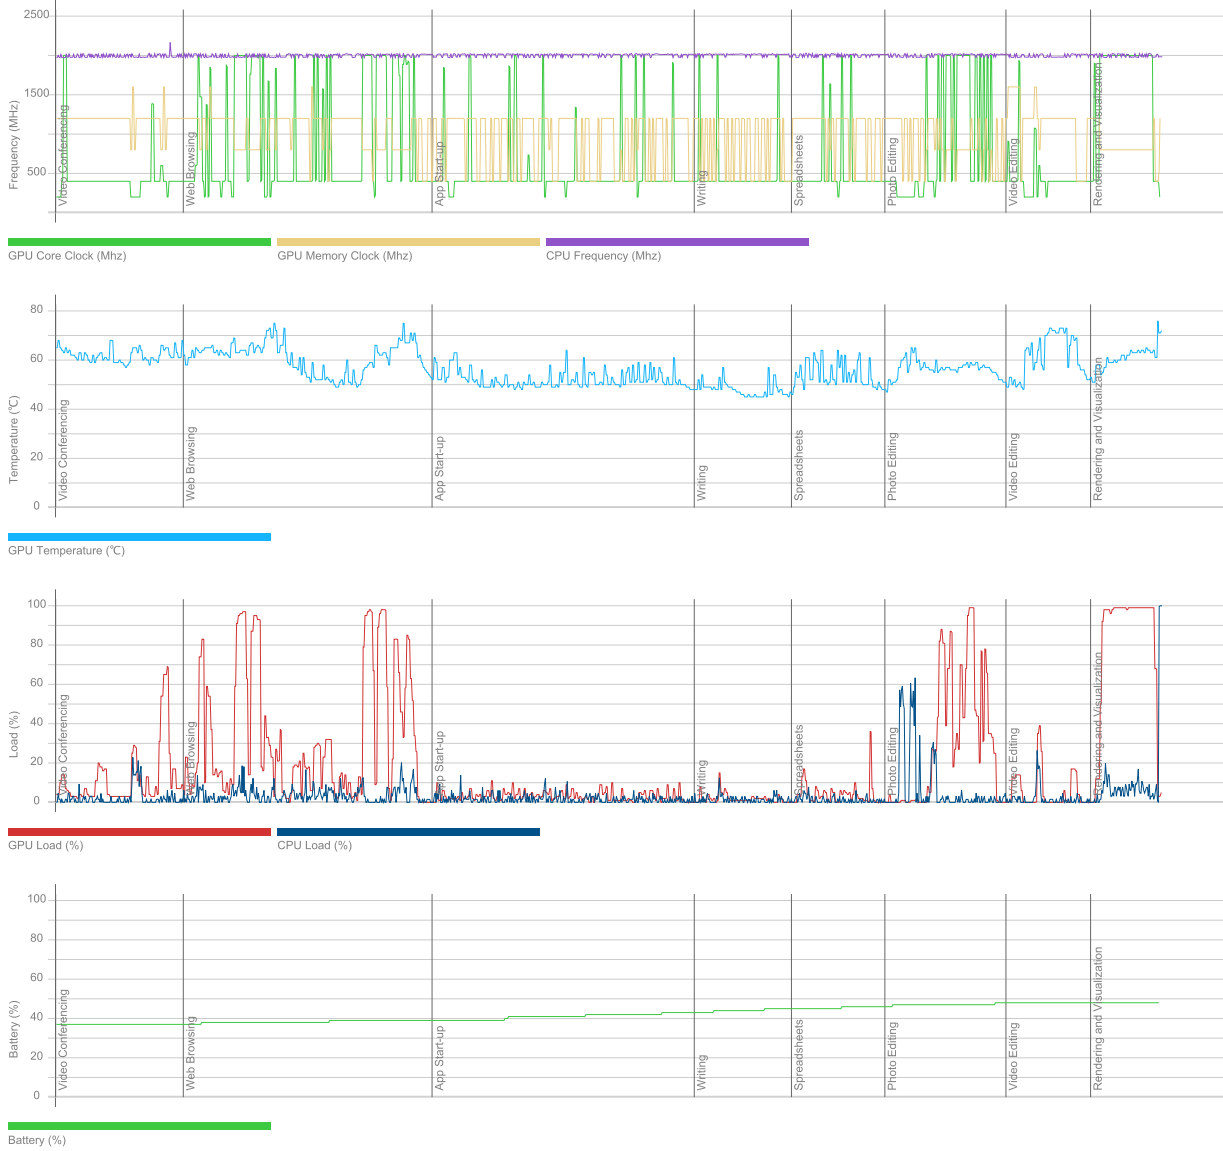 2500
1500
500
Frequency (MHz)
Video Conferencing
Web Browsing
App Start-up
Writing
Spreadsheets
Photo Editing
Video Editing
Rendering and Visualization
GPU Core Clock (Mhz)
GPU Memory Clock (Mhz)
CPU Frequency (Mhz)
80
60
40
20
0
Temperature (℃)
Video Conferencing
Web Browsing
App Start-up
Writing
Spreadsheets
Photo Editing
Video Editing
Rendering and Visualization
GPU Temperature (℃)
100
80
60
40
20
0
Load (%)
Video Conferencing
Web Browsing
App Start-up
Writing
Spreadsheets
Photo Editing
Video Editing
Rendering and Visualization
GPU Load (%)
CPU Load (%)
100
80
60
40
20
0
Battery (%)
Video Conferencing
Web Browsing
App Start-up
Writing
Spreadsheets
Photo Editing
Video Editing
Rendering and Visualization
Battery (%)